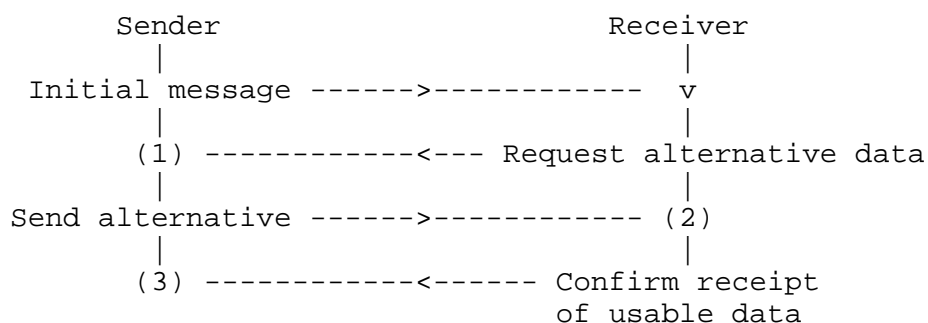 Sender                          Receiver
  |                                |
Initial message ------>------------ v
  |                                |
(1) ------------<--- Request alternative data
  |                                |
Send alternative ------>------------ (2)
  |                                |
(3) ------------<------ Confirm receipt
of usable data